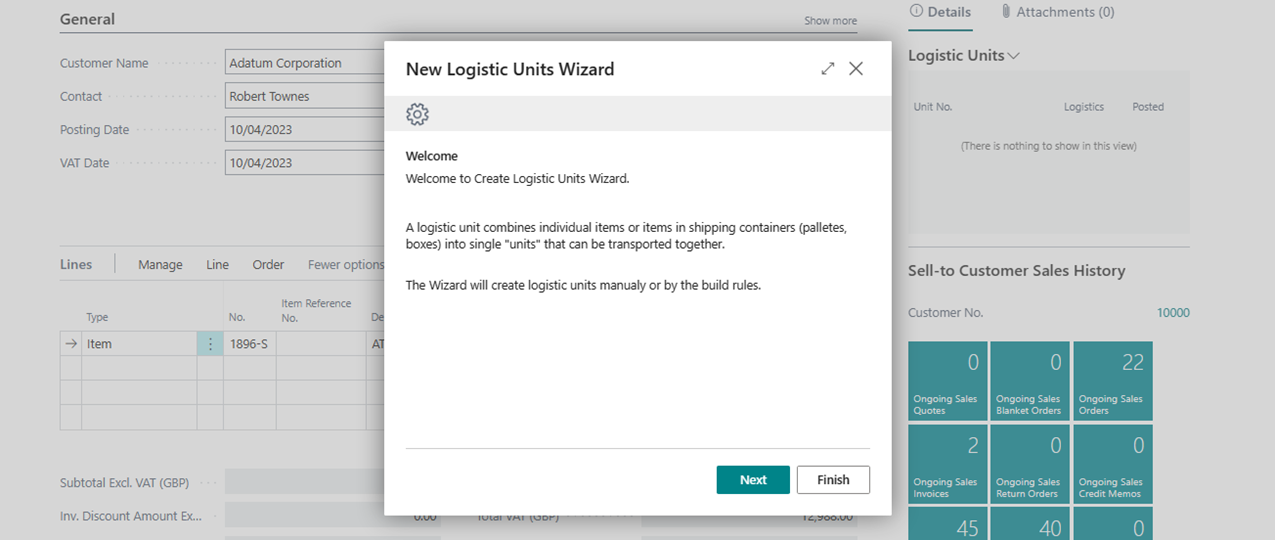 General
Show more
Customer Name
Adatum Corporation
Contact
Robert Townes
Posting Date
10/04/2023
VAT Date
10/04/2023
Lines
Manage
Line
Order
Fewer options
Type
No.
Item Reference
No.
De
Item
1896-S
AT
Subtotal Excl. VAT (GBP)
Inv. Discount Amount Ex...
0.00
Total VAT (GBP)
12,988.00
New Logistic Units Wizard
Welcome
Welcome to Create Logistic Units Wizard.
A logistic unit combines individual items or items in shipping containers (palletes,
boxes) into single "units" that can be transported together.
The Wizard will create logistic units manualy or by the build rules.
Next
Finish
Details
Attachments (0)
Logistic Units
Unit No.
Logistics
Posted
(There is nothing to show in this view)
Sell-to Customer Sales History
Customer No.
10000
0
Ongoing Sales
Quotes
0
Ongoing Sales
Blanket Orders
22
Ongoing Sales
Orders
2
Ongoing Sales
Invoices
0
Ongoing Sales
Return Orders
0
Ongoing Sales
Credit Memos
45
40
0